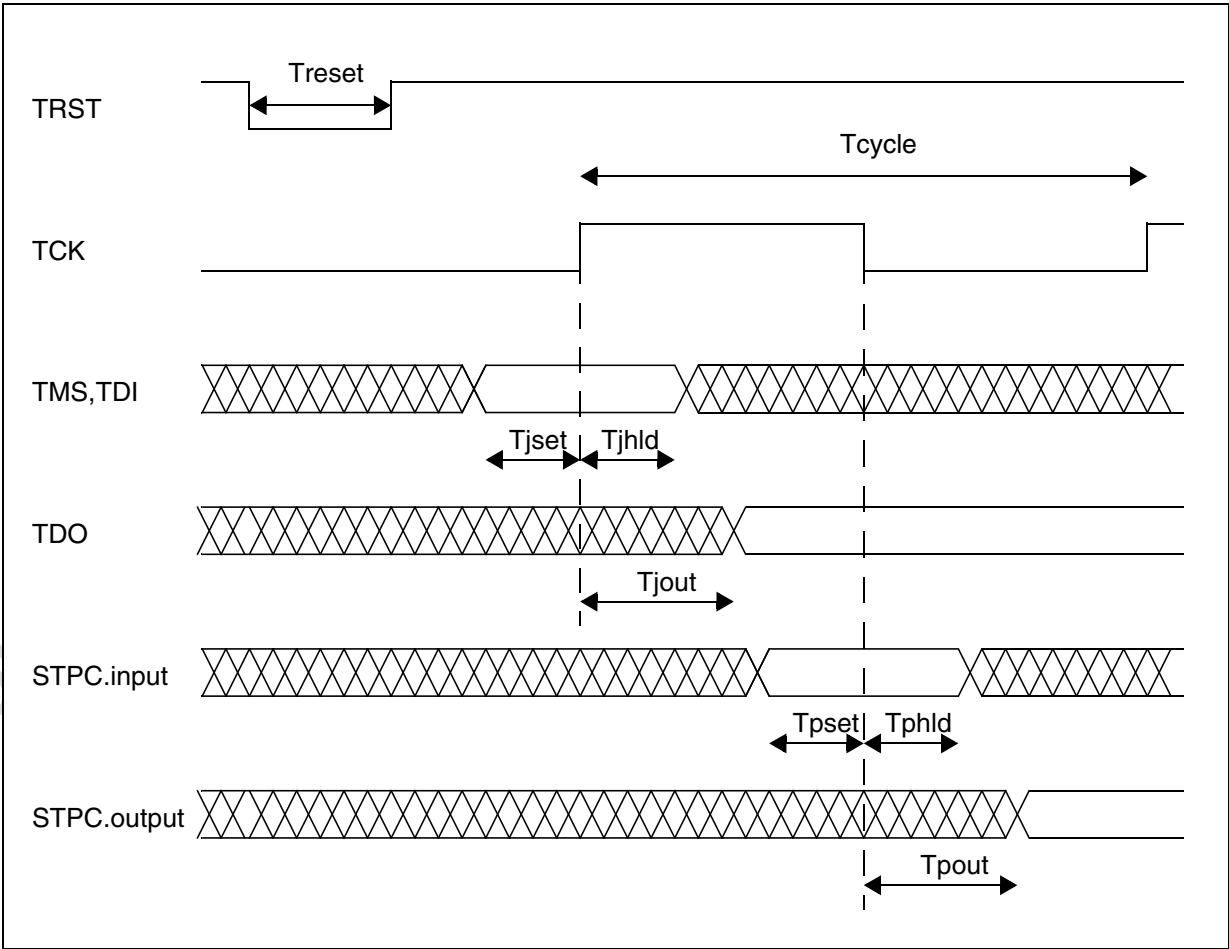 Treset
TRST
Tcycle
TCK
TMS,TDI
Tjset
Tjhld
TDO
Tjout
STPC.input
Tpset
Tphld
STPC.output
Tpout